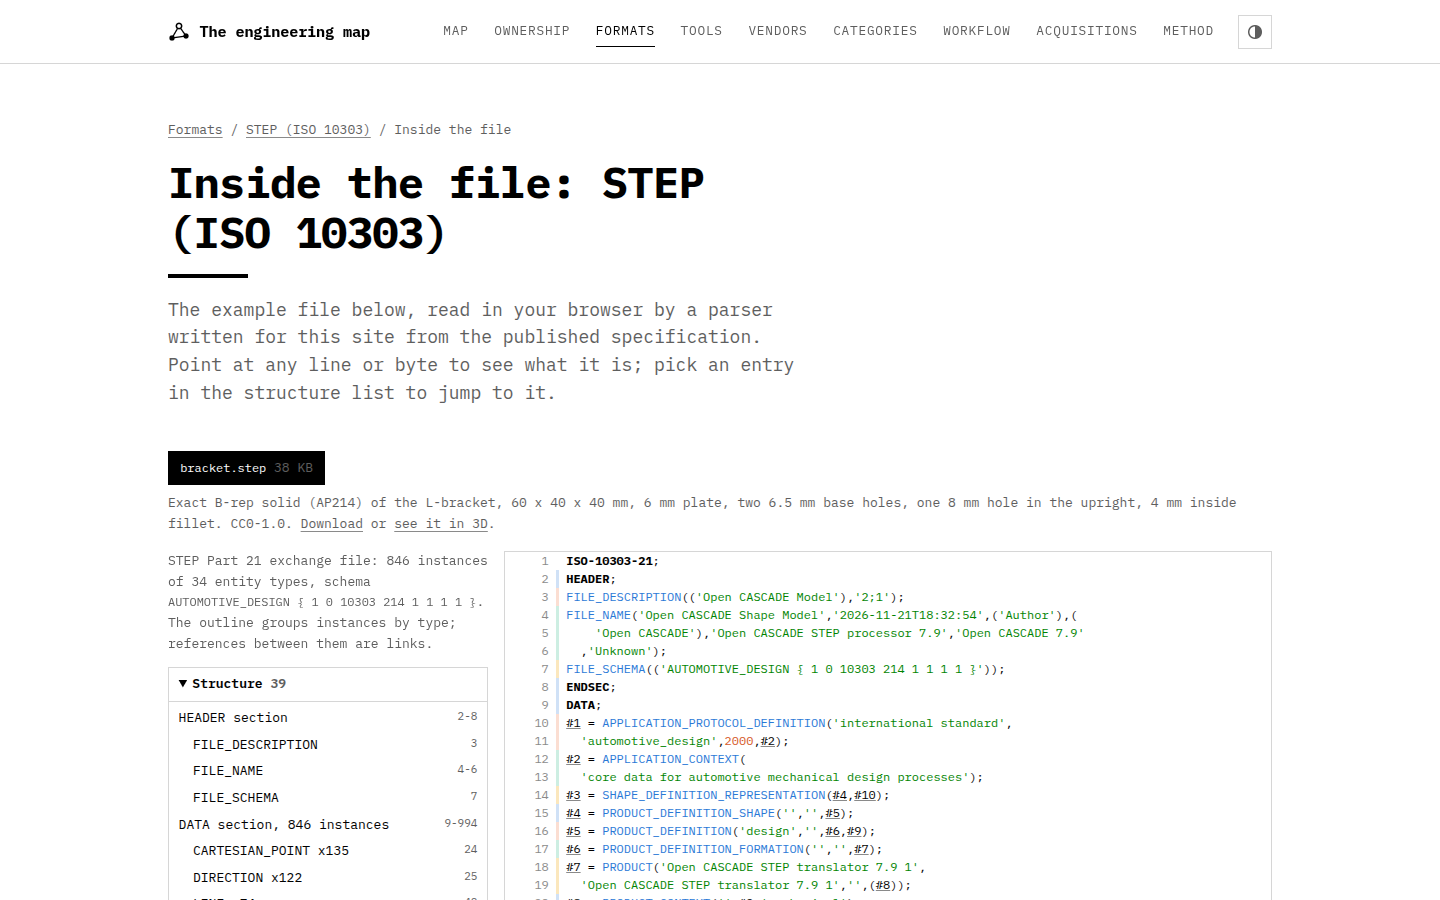 The engineering map
MAP OWNERSHIP FORMATS TOOLS VENDORS CATEGORIES WORKFLOW ACQUISITIONS METHOD
Formats / STEP (ISO 10303) / Inside the file
Inside the file: STEP
(ISO 10303)
The example file below, read in your browser by a parser
written for this site from the published specification.
Point at any line or byte to see what it is; pick an entry
in the structure list to jump to it.
bracket.step 38 KB
Exact B-rep solid (AP214) of the L-bracket, 60 x 40 x 40 mm, 6 mm plate, two 6.5 mm base holes, one 8 mm hole in the upright, 4 mm inside
fillet. CC0-1.0. Download or see it in 3D.
STEP Part 21 exchange file: 846 instances
of 34 entity types, schema
AUTOMOTIVE_DESIGN { 1 0 10303 214 1 1 1 1 }.
The outline groups instances by type;
references between them are links.
▼ Structure 39
HEADER section 2-8
FILE_DESCRIPTION 3
FILE_NAME 4-6
FILE_SCHEMA 7
DATA section, 846 instances 9-994
CARTESIAN_POINT x135 24
DIRECTION x122 25
1 ISO-10303-21;
2 HEADER;
3 FILE_DESCRIPTION(('Open CASCADE Model'),'2;1');
4 FILE_NAME('Open CASCADE Shape Model','2026-11-21T18:32:54',('Author'),(
5 'Open CASCADE'),'Open CASCADE STEP processor 7.9','Open CASCADE 7.9'
6 ,'Unknown');
7 FILE_SCHEMA(('AUTOMOTIVE_DESIGN { 1 0 10303 214 1 1 1 1 }'));
8 ENDSEC;
9 DATA;
10 #1 = APPLICATION_PROTOCOL_DEFINITION('international standard',
11 'automotive_design',2000,#2);
12 #2 = APPLICATION_CONTEXT(
13 'core data for automotive mechanical design processes');
14 #3 = SHAPE_DEFINITION_REPRESENTATION(#4,#10);
15 #4 = PRODUCT_DEFINITION_SHAPE('','',#5);
16 #5 = PRODUCT_DEFINITION('design','',#6,#9);
17 #6 = PRODUCT_DEFINITION_FORMATION('','',#7);
18 #7 = PRODUCT('Open CASCADE STEP translator 7.9 1',
19 'Open CASCADE STEP translator 7.9 1','',(#8));